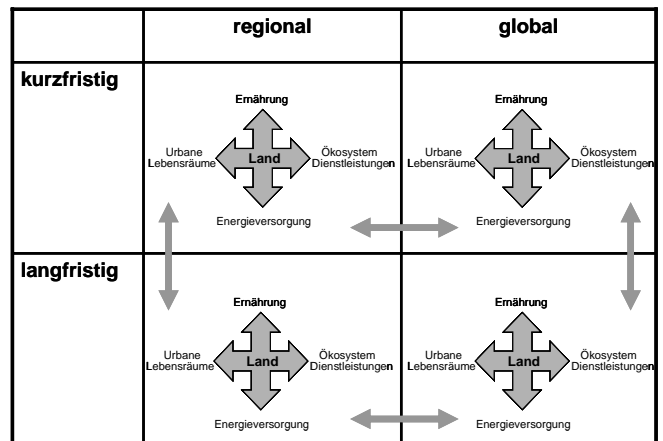 regional
global
kurzfristig
Ernährung
Urbane
Lebensräume
Land
Ökosystem
Dienstleistungen
Energieversorgung
Ernährung
Urbane
Lebensräume
Land
Ökosystem
Dienstleistungen
Energieversorgung
langfristig
Ernährung
Urbane
Lebensräume
Land
Ökosystem
Dienstleistungen
Energieversorgung
Ernährung
Urbane
Lebensräume
Land
Ökosystem
Dienstleistungen
Energieversorgung